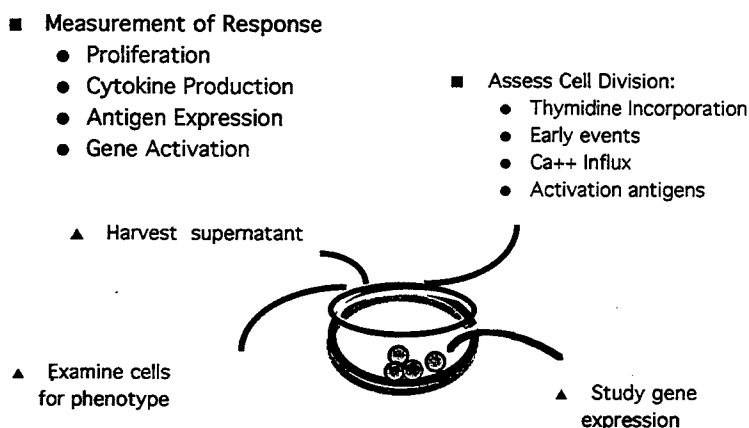 ■ Measurement of Response
● Proliferation
● Cytokine Production
● Antigen Expression
● Gene Activation
■ Assess Cell Division:
● Thymidine Incorporation
● Early events
● Ca++ Influx
● Activation antigens
▲ Harvest supernatant
▲ Examine cells
for phenotype
▲ Study gene
expression